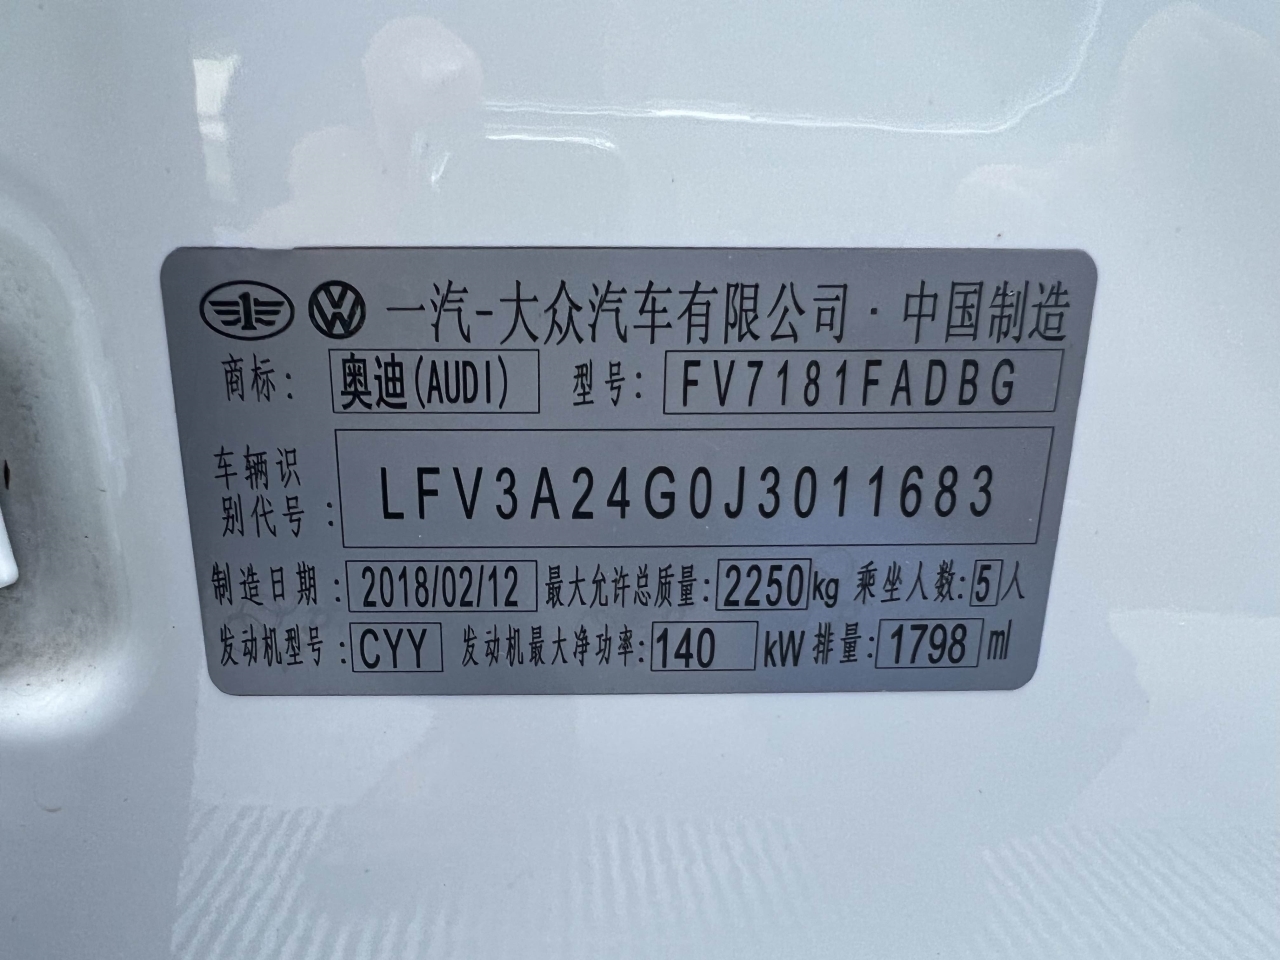 一汽-大众汽车有限公司·中国制造
商标: 奥迪(AUDI) 型号: FV7181FADBG
车辆识别代号: LFV3A24G0J3011683
制造日期: 2018/02/12 最大允许总质量: 2250kg 乘坐人数: 5人
发动机型号: CYY 发动机最大净功率: 140 kW 排量: 1798 ml